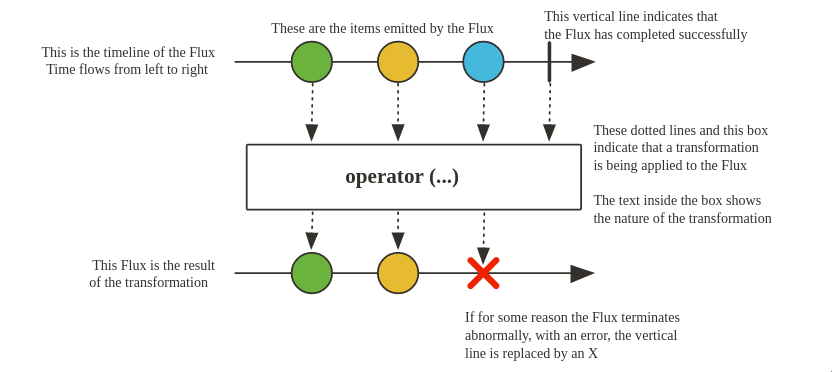 These are the items emitted by the Flux
This vertical line indicates that
the Flux has completed successfully
This is the timeline of the Flux
Time flows from left to right
These dotted lines and this box
indicate that a transformation
is being applied to the Flux
operator (...)
The text inside the box shows
the nature of the transformation
This Flux is the result
of the transformation
If for some reason the Flux terminates
abnormally, with an error, the vertical
line is replaced by an X